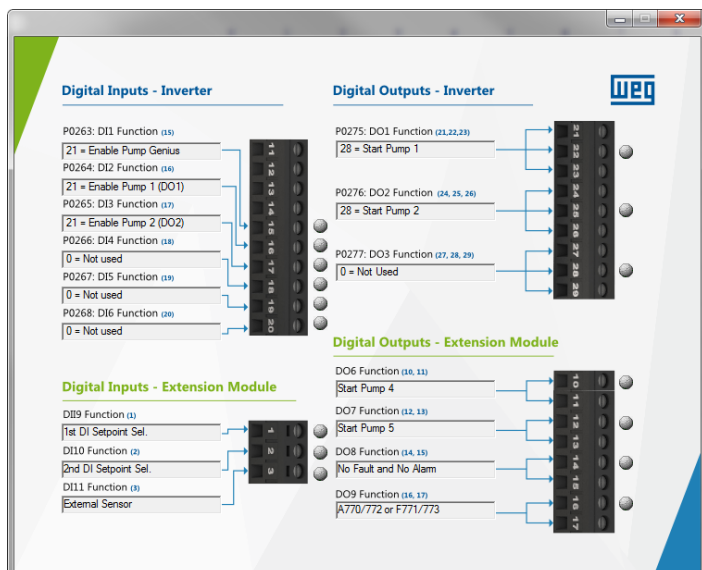 Digital Inputs - Inverter
P0263: DI1 Function (15)
21 = Enable Pump Genius
P0264: DI2 Function (16)
21 = Enable Pump 1 (DO1)
P0265: DI3 Function (17)
21 = Enable Pump 2 (DO2)
P0266: DI4 Function (18)
0 = Not used
P0267: DI5 Function (19)
0 = Not used
P0268: DI6 Function (20)
0 = Not used
11
12
13
14
15
16
17
18
19
20
Digital Inputs - Extension Module
DII9 Function (1)
1st DI Setpoint Sel.
DI10 Function (2)
2nd DI Setpoint Sel.
DI11 Function (3)
External Sensor
1
2
3
Digital Outputs - Inverter
weg
P0275: DO1 Function (21,22,23)
28 = Start Pump 1
P0276: DO2 Function (24, 25, 26)
28 = Start Pump 2
P0277: DO3 Function (27, 28, 29)
0 = Not Used
21
22
23
24
25
26
27
28
29
Digital Outputs - Extension Module
DO6 Function (10, 11)
Start Pump 4
DO7 Function (12, 13)
Start Pump 5
DO8 Function (14, 15)
No Fault and No Alarm
DO9 Function (16, 17)
A770/772 or F771/773
10
11
12
13
14
15
16
17